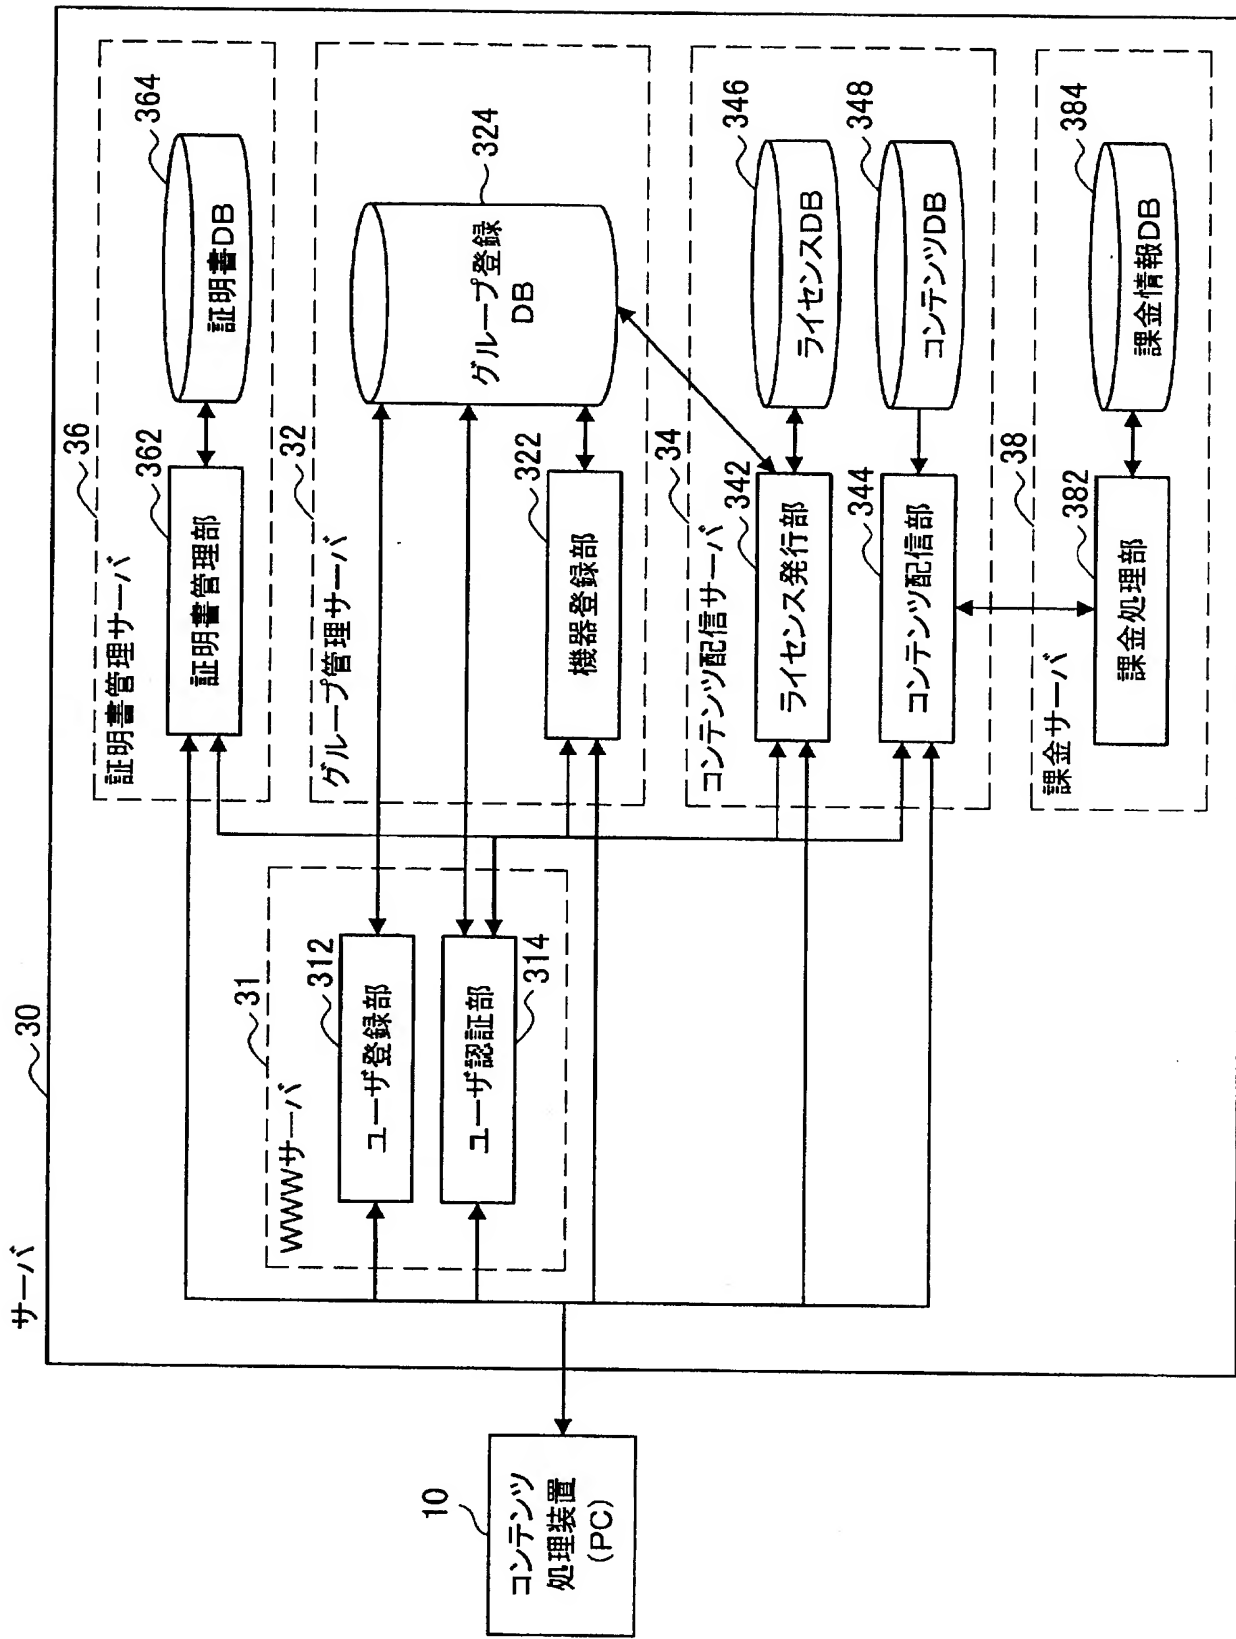 サーバ
30
証明書管理サーバ
36
362
証明書管理部
364
証明書DB
グループ管理サーバ
32
324
グループ登録
DB
322
機器登録部
WWWサーバ
31
312
ユーザ登録部
ユーザ認証部
314
コンテンツ配信サーバ
34
342
ライセンス発行部
346
ライセンスDB
344
コンテンツ配信部
348
コンテンツDB
課金サーバ
38
382
課金処理部
384
課金情報DB
10
コンテンツ
処理装置
(PC)